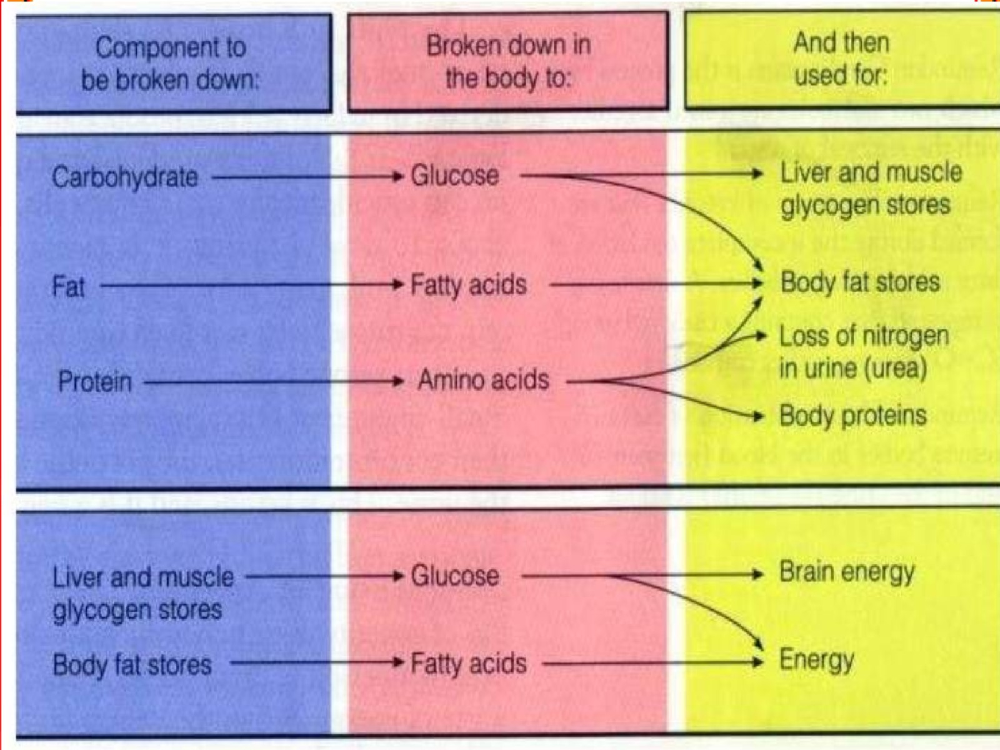 Component to
be broken down:
Broken down in
the body to:
And then
used for:
Carbohydrate
Glucose
Liver and muscle
glycogen stores
Fat
Fatty acids
Body fat stores
Loss of nitrogen
in urine (urea)
Protein
Amino acids
Body proteins
Liver and muscle
glycogen stores
Glucose
Brain energy
Body fat stores
Fatty acids
Energy